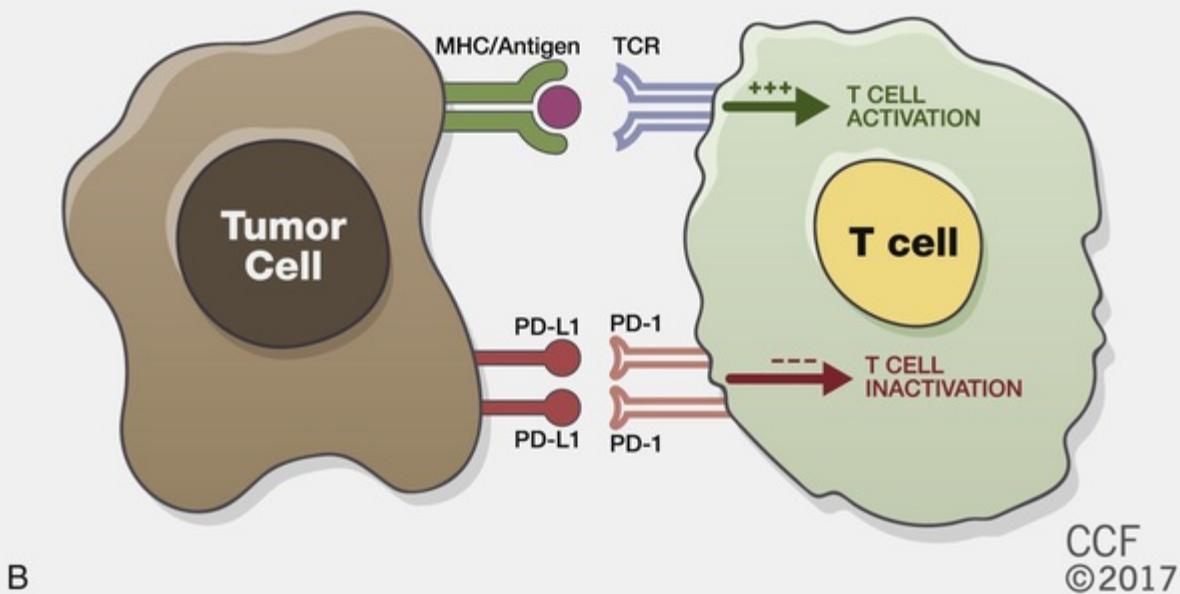 MHC/Antigen TCR
+++
T CELL
ACTIVATION
Tumor
Cell
T cell
PD-L1 PD-1
---
T CELL
INACTIVATION
PD-L1 PD-1
CCF
©2017
B